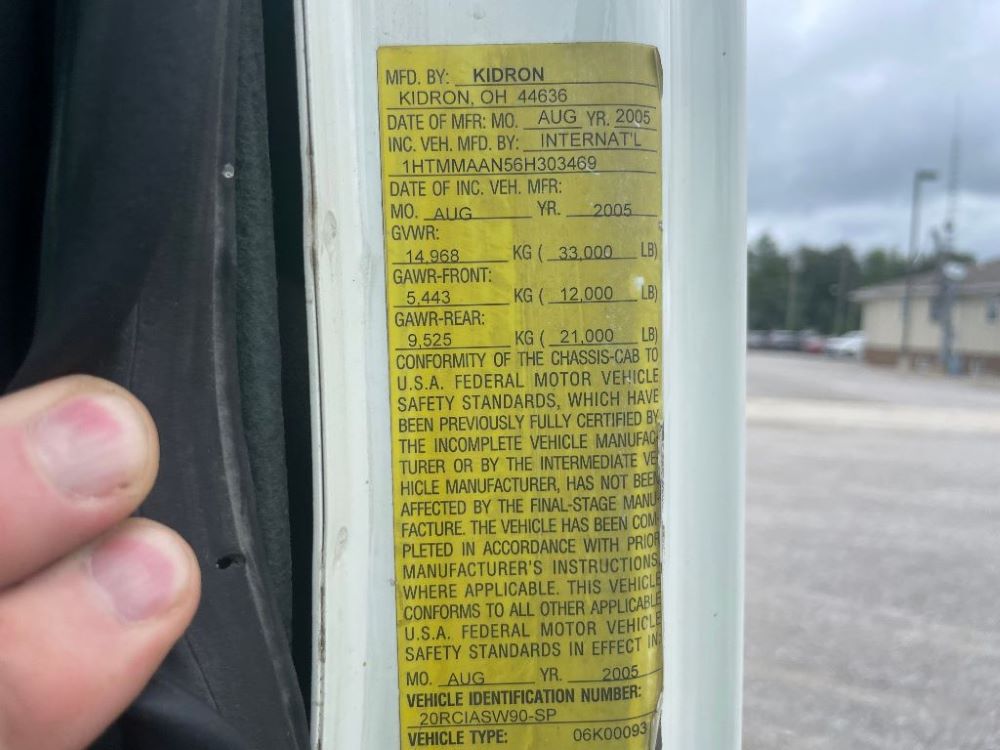 MFD. BY: KIDRON
KIDRON, OH 44636
DATE OF MFR: MO. AUG YR. 2005
INC. VEH. MFD. BY: INTERNAT'L
1HTMMAAN56H303469
DATE OF INC. VEH. MFR:
MO. AUG YR. 2005
GVWR:
14,968 KG ( 33,000 LB)
GAWR-FRONT:
5,443 KG ( 12,000 LB)
GAWR-REAR:
9,525 KG ( 21,000 LB)
CONFORMITY OF THE CHASSIS-CAB TO
U.S.A. FEDERAL MOTOR VEHICLE
SAFETY STANDARDS, WHICH HAVE
BEEN PREVIOUSLY FULLY CERTIFIED BY
THE INCOMPLETE VEHICLE MANUFAC-
TURER OR BY THE INTERMEDIATE VE-
HICLE MANUFACTURER, HAS NOT BEEN
AFFECTED BY THE FINAL-STAGE MANU-
FACTURE. THE VEHICLE HAS BEEN COM-
PLETED IN ACCORDANCE WITH PRIOR
MANUFACTURER'S INSTRUCTIONS
WHERE APPLICABLE. THIS VEHICLE
CONFORMS TO ALL OTHER APPLICABLE
U.S.A. FEDERAL MOTOR VEHICLE
SAFETY STANDARDS IN EFFECT IN:
MO. AUG YR. 2005
VEHICLE IDENTIFICATION NUMBER:
20RCIASW90-SP
VEHICLE TYPE: 06K00093